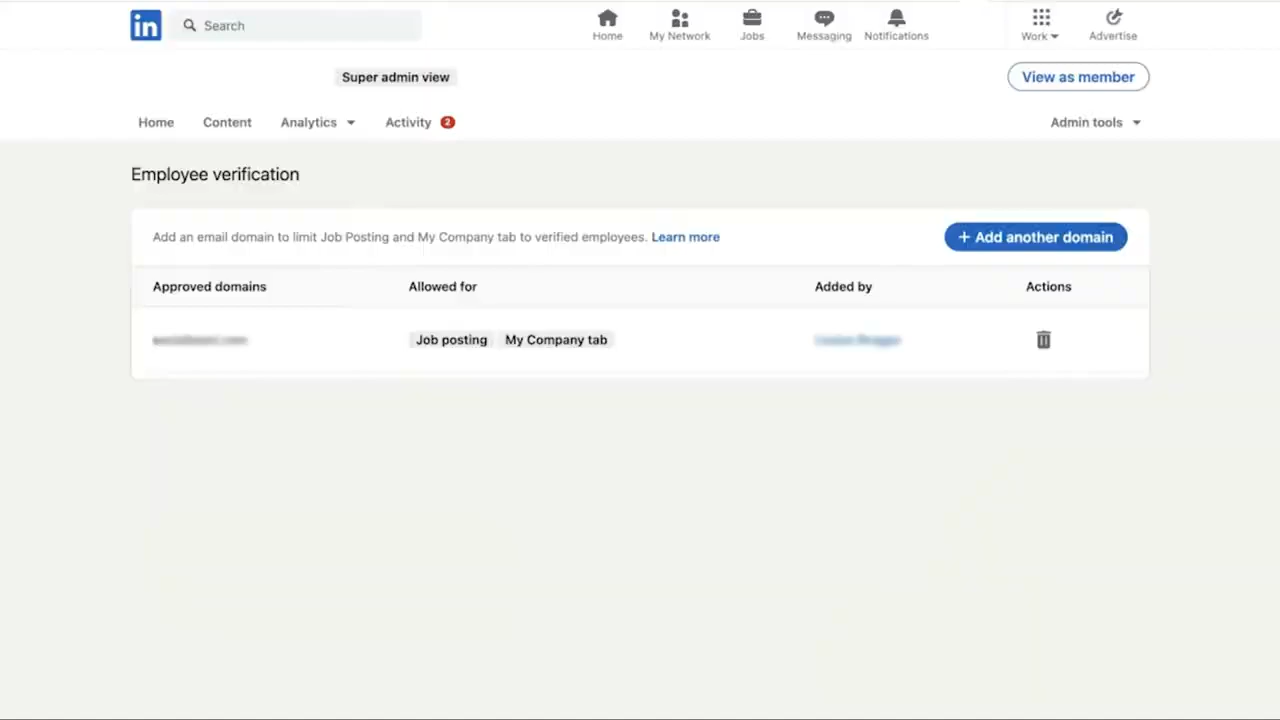 in Search Home My Network Jobs Messaging Notifications Work Advertise
Super admin view View as member
Home Content Analytics Activity 2 Admin tools
Employee verification
Add an email domain to limit Job Posting and My Company tab to verified employees. Learn more + Add another domain
Approved domains Allowed for Added by Actions
Job posting My Company tab